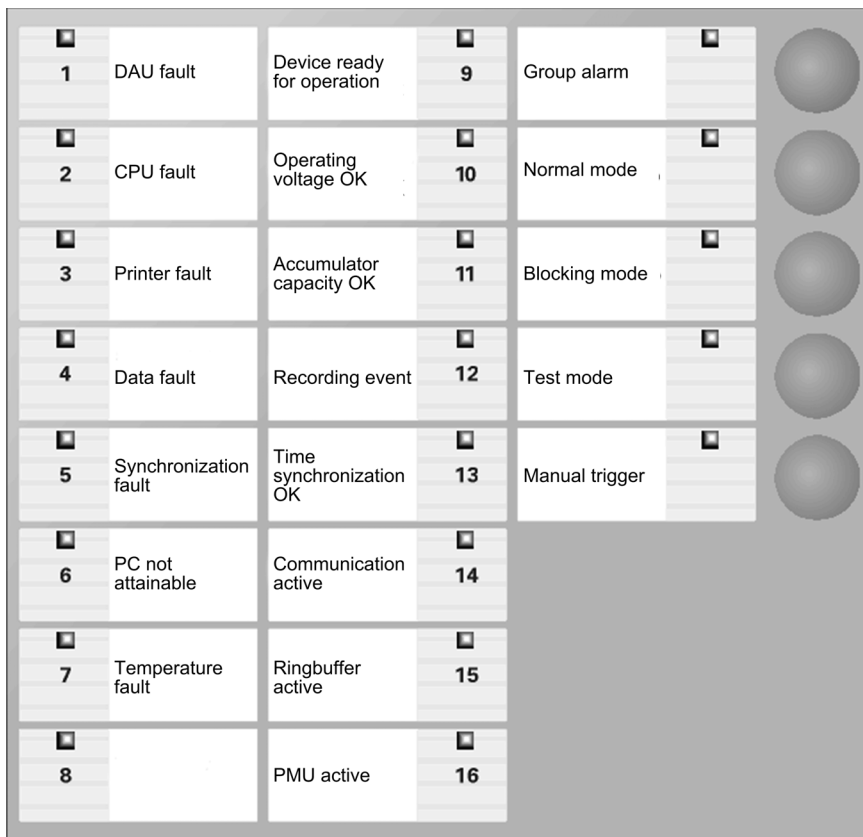 1 DAU fault
Device ready
for operation 9
Group alarm
2 CPU fault
Operating
voltage OK 10
Normal mode
3 Printer fault
Accumulator
capacity OK 11
Blocking mode
4 Data fault
Recording event 12
Test mode
5 Synchronization
fault
Time
synchronization
OK 13
Manual trigger
6 PC not
attainable
Communication
active 14
7 Temperature
fault
Ringbuffer
active 15
8
PMU active 16